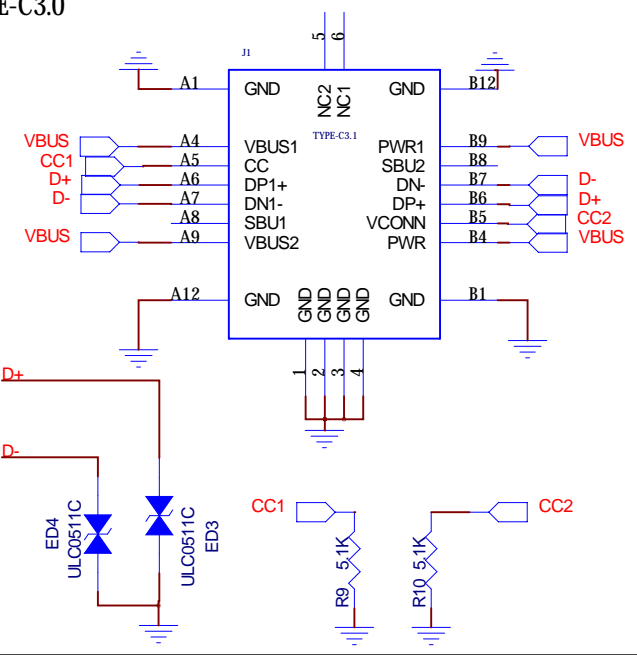 E-C3.0
5 6
J1
A1 GND NC2 NC1 GND B12
TYPE-C3.1
VBUS A4 VBUS1 PWR1 B9 VBUS
CC1 A5 CC SBU2 B8
D+ A6 DP1+ DN- B7 D-
D- A7 DN1- DP+ B6 D+
A8 SBU1 VCONN B5 CC2
VBUS A9 VBUS2 PWR B4 VBUS
A12 GND GND GND GND GND GND B1
1 2 3 4
D+
D-
CC1 CC2
ED4
ULC0511C
ULC0511C
ED3
R9 5.1K
R10 5.1K